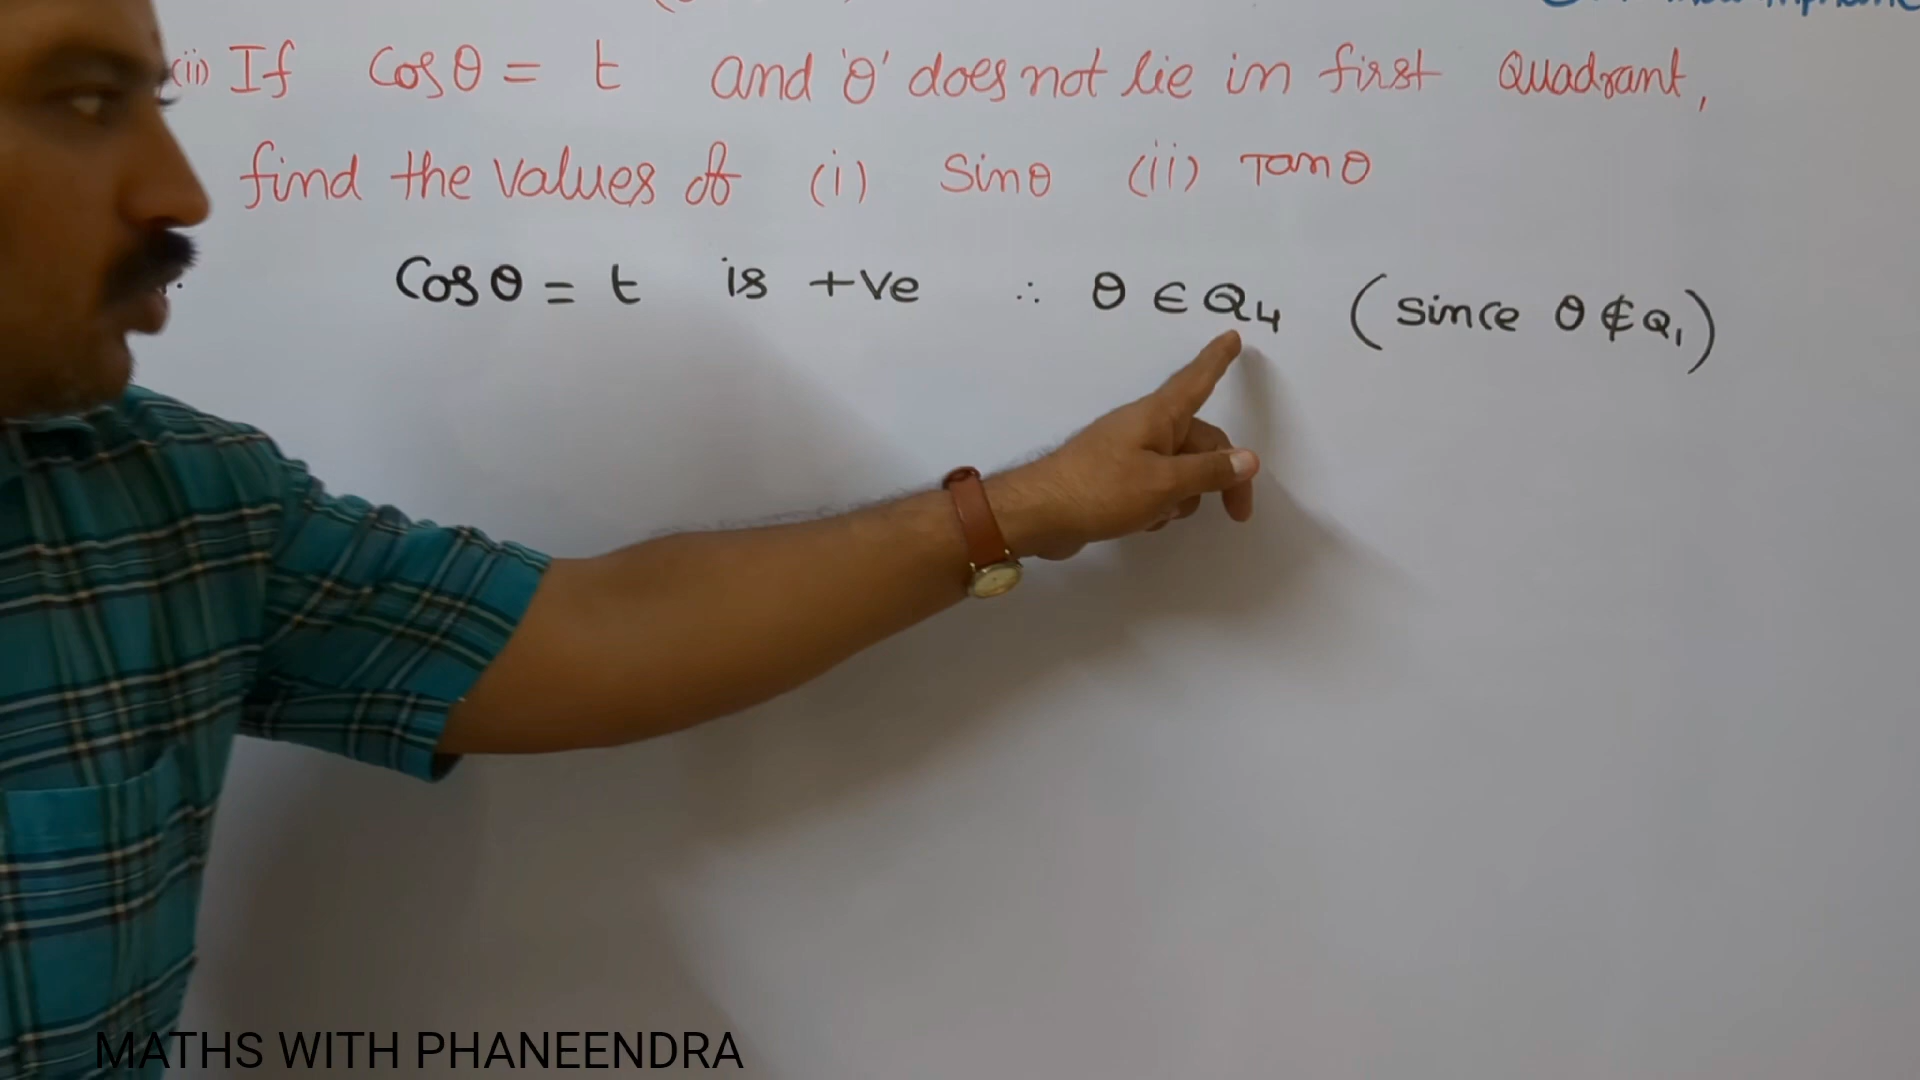 (ii) If Cosθ = t and 'θ' does not lie in first Quadrant,
find the values of (i) Sinθ (ii) Tanθ
Cosθ = t is +ve ∴ θ ∈ Q₄ (Since θ ∉ Q₁)
MATHS WITH PHANEENDRA